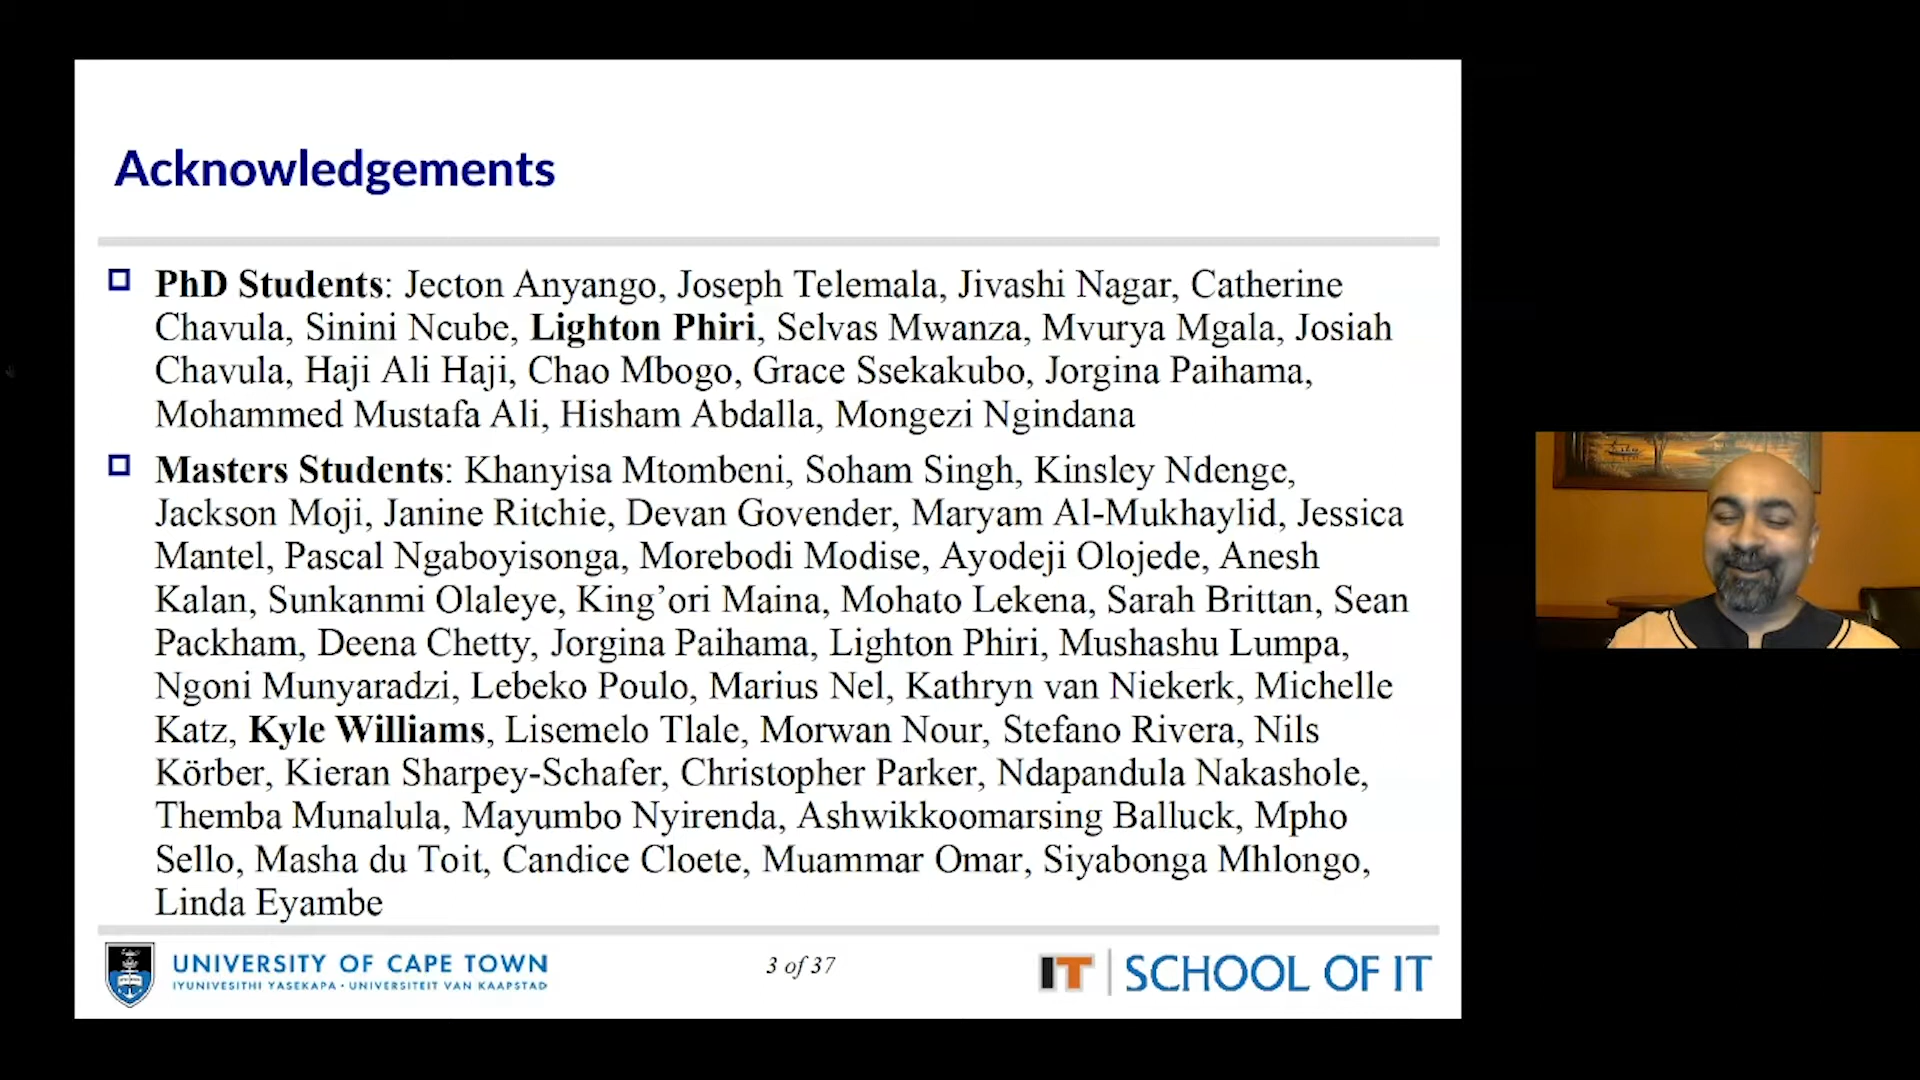 Acknowledgements
PhD Students: Jecton Anyango, Joseph Telemala, Jivashi Nagar, Catherine
Chavula, Sinini Ncube, Lighton Phiri, Selvas Mwanza, Mvurya Mgala, Josiah
Chavula, Haji Ali Haji, Chao Mbogo, Grace Ssekakubo, Jorgina Paihama,
Mohammed Mustafa Ali, Hisham Abdalla, Mongezi Ngindana
Masters Students: Khanyisa Mtombeni, Soham Singh, Kinsley Ndenge,
Jackson Moji, Janine Ritchie, Devan Govender, Maryam Al-Mukhaylid, Jessica
Mantel, Pascal Ngaboyisonga, Morebodi Modise, Ayodeji Olojede, Anesh
Kalan, Sunkanmi Olaleye, King’ori Maina, Mohato Lekena, Sarah Brittan, Sean
Packham, Deena Chetty, Jorgina Paihama, Lighton Phiri, Mushashu Lumpa,
Ngoni Munyaradzi, Lebeko Poulo, Marius Nel, Kathryn van Niekerk, Michelle
Katz, Kyle Williams, Lisemelo Tlale, Morwan Nour, Stefano Rivera, Nils
Körber, Kieran Sharpey-Schafer, Christopher Parker, Ndapandula Nakashole,
Themba Munalula, Mayumbo Nyirenda, Ashwikkoomarsing Balluck, Mpho
Sello, Masha du Toit, Candice Cloete, Muammar Omar, Siyabonga Mhlongo,
Linda Eyambe
UNIVERSITY OF CAPE TOWN
IYUNIVESITHI YASEKAPA · UNIVERSITEIT VAN KAAPSTAD
3 of 37
IT SCHOOL OF IT